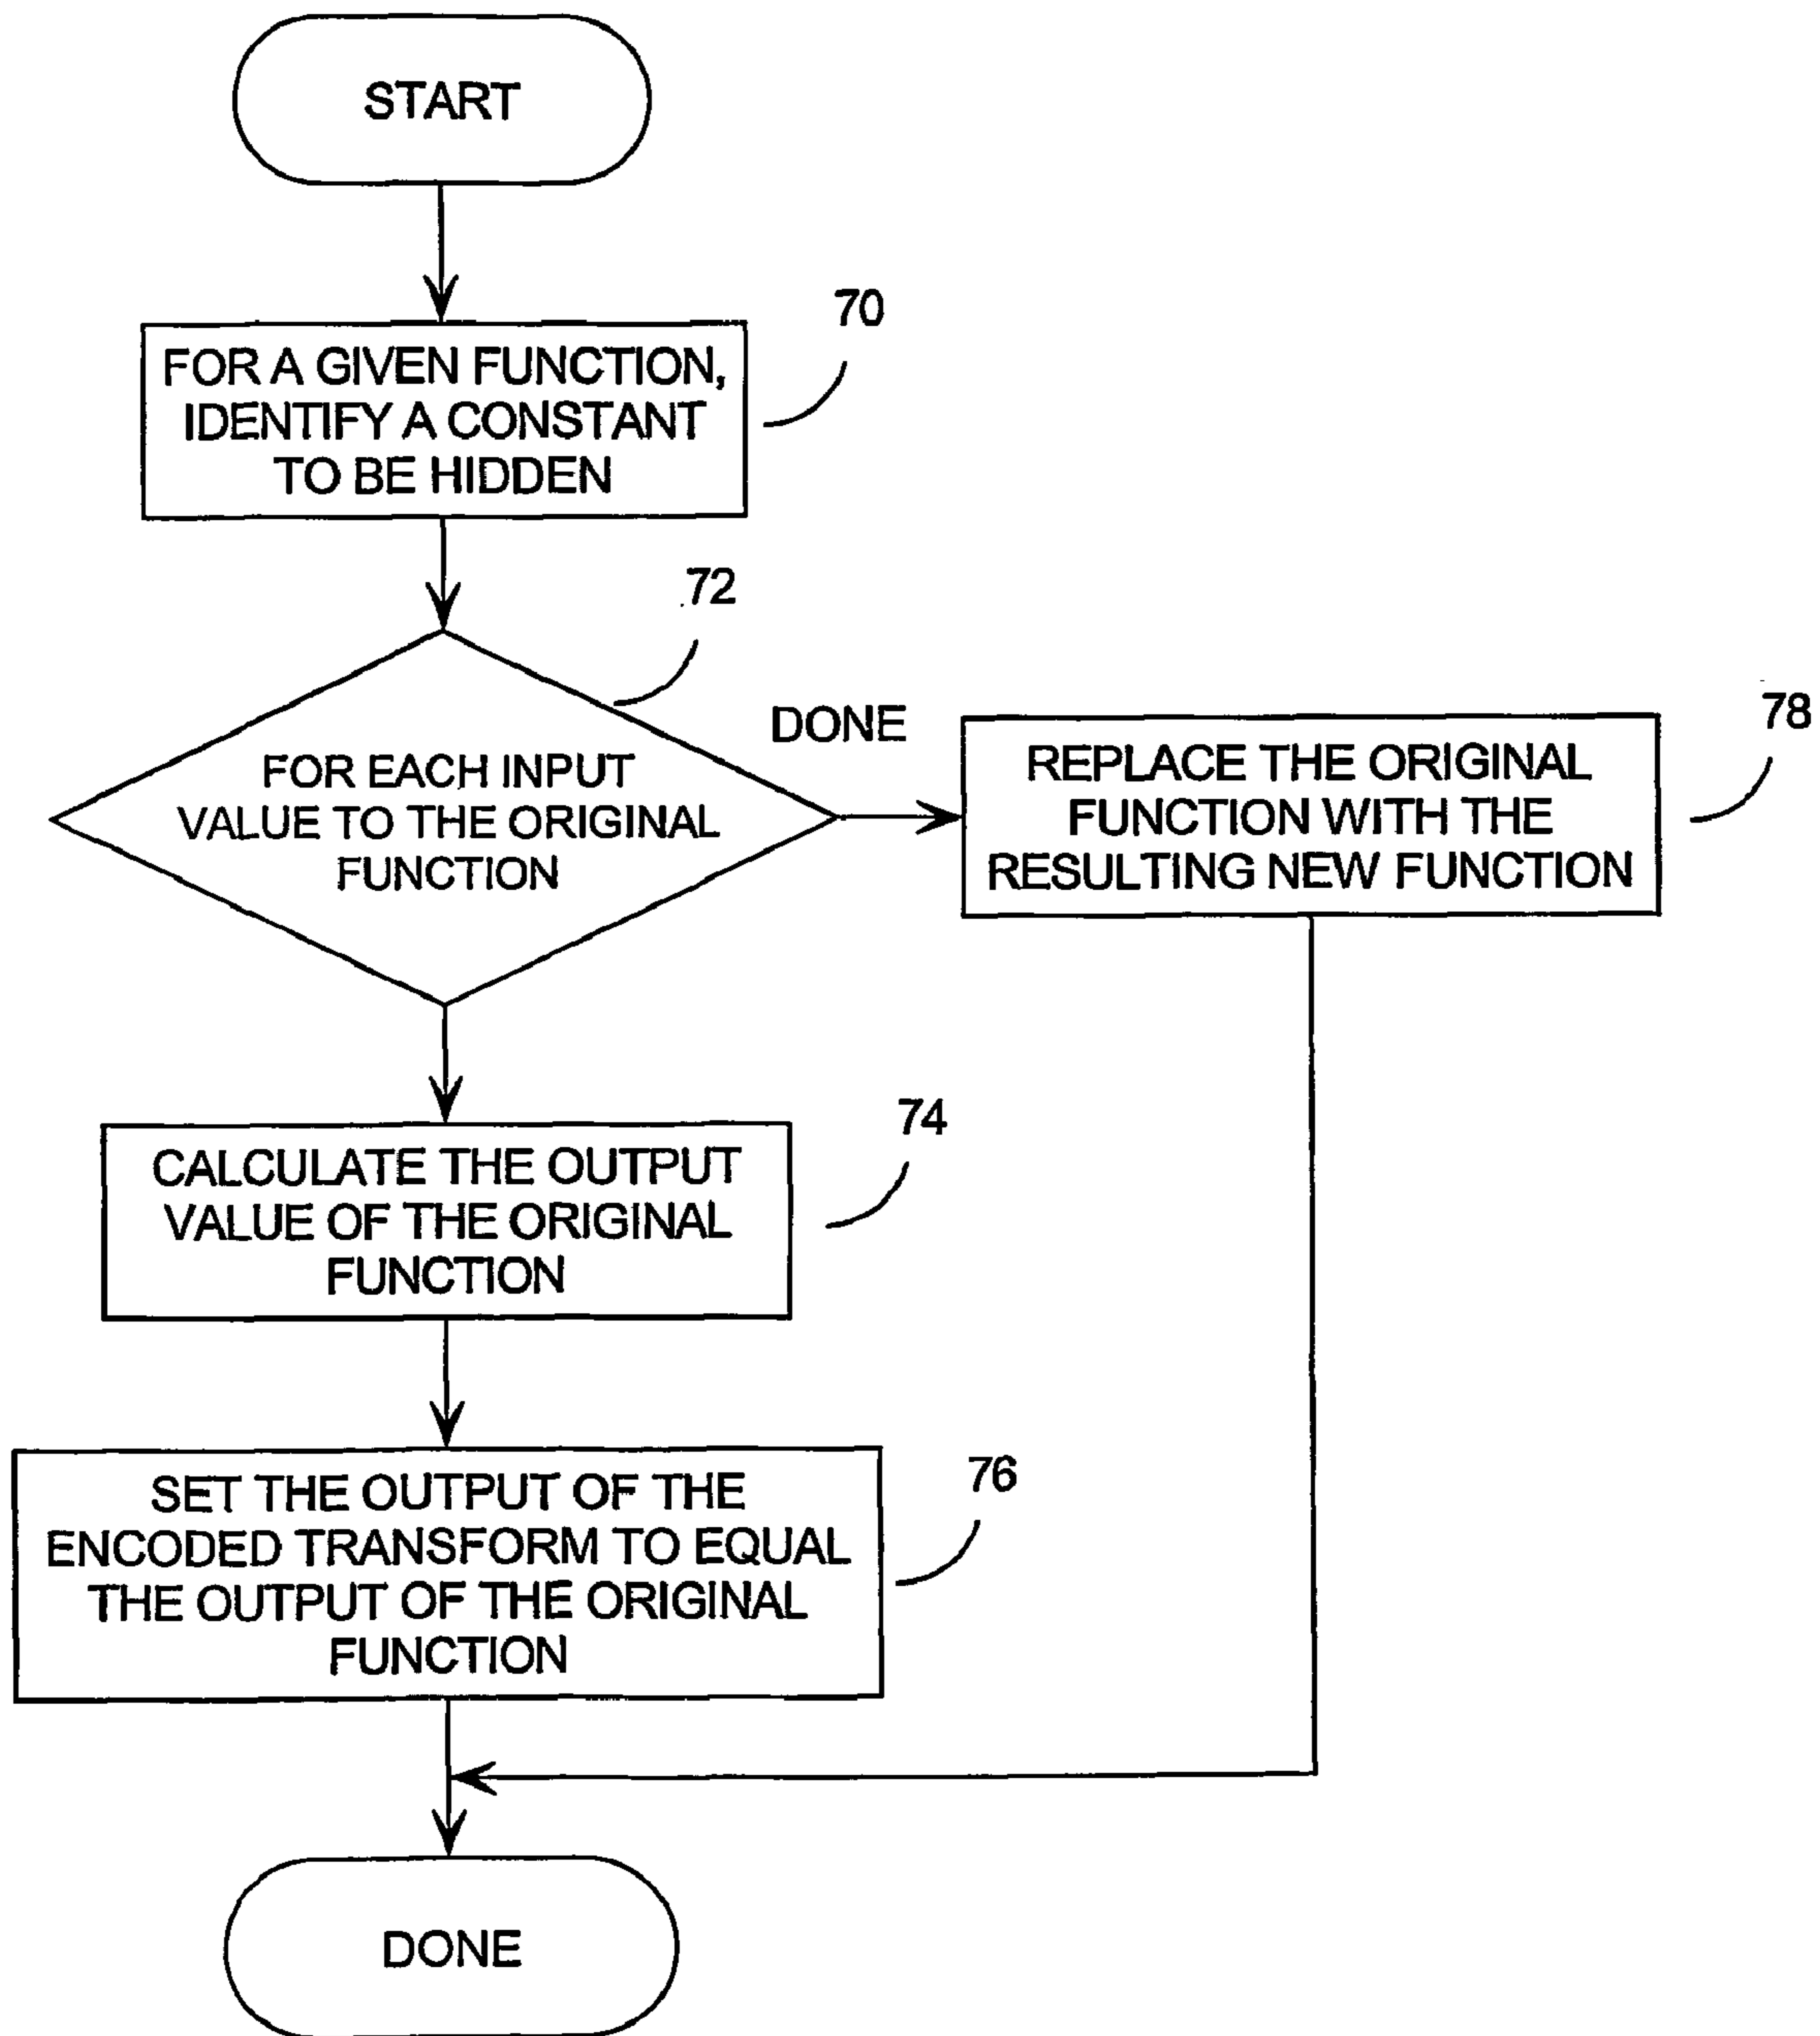 START
70
FOR A GIVEN FUNCTION,
IDENTIFY A CONSTANT
TO BE HIDDEN
72
FOR EACH INPUT
VALUE TO THE ORIGINAL
FUNCTION
DONE
78
REPLACE THE ORIGINAL
FUNCTION WITH THE
RESULTING NEW FUNCTION
74
CALCULATE THE OUTPUT
VALUE OF THE ORIGINAL
FUNCTION
76
SET THE OUTPUT OF THE
ENCODED TRANSFORM TO EQUAL
THE OUTPUT OF THE ORIGINAL
FUNCTION
DONE